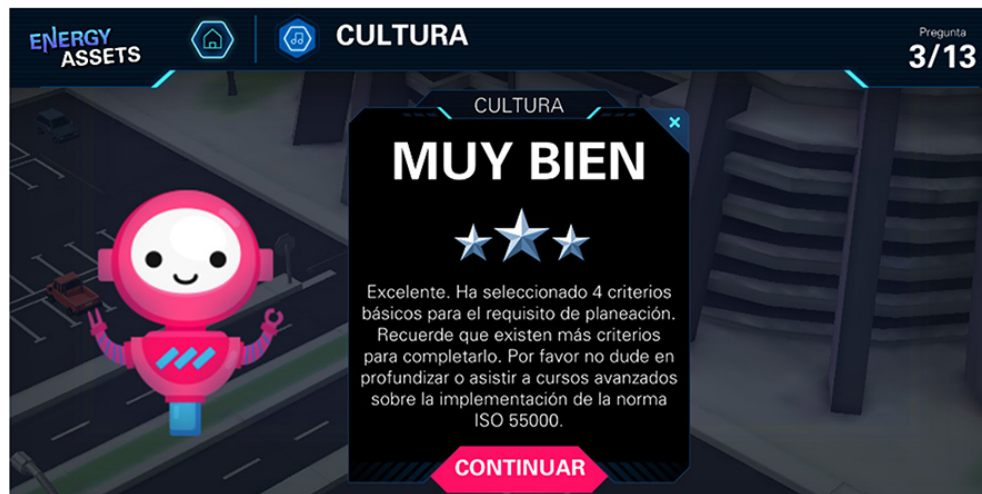 ENERGY
ASSETS
CULTURA
Pregunta
3/13
CULTURA
MUY BIEN
Excelente. Ha seleccionado 4 criterios
básicos para el requisito de planeación.
Recuerde que existen más criterios
para completarlo. Por favor no dude en
profundizar o asistir a cursos avanzados
sobre la implementación de la norma
ISO 55000.
CONTINUAR